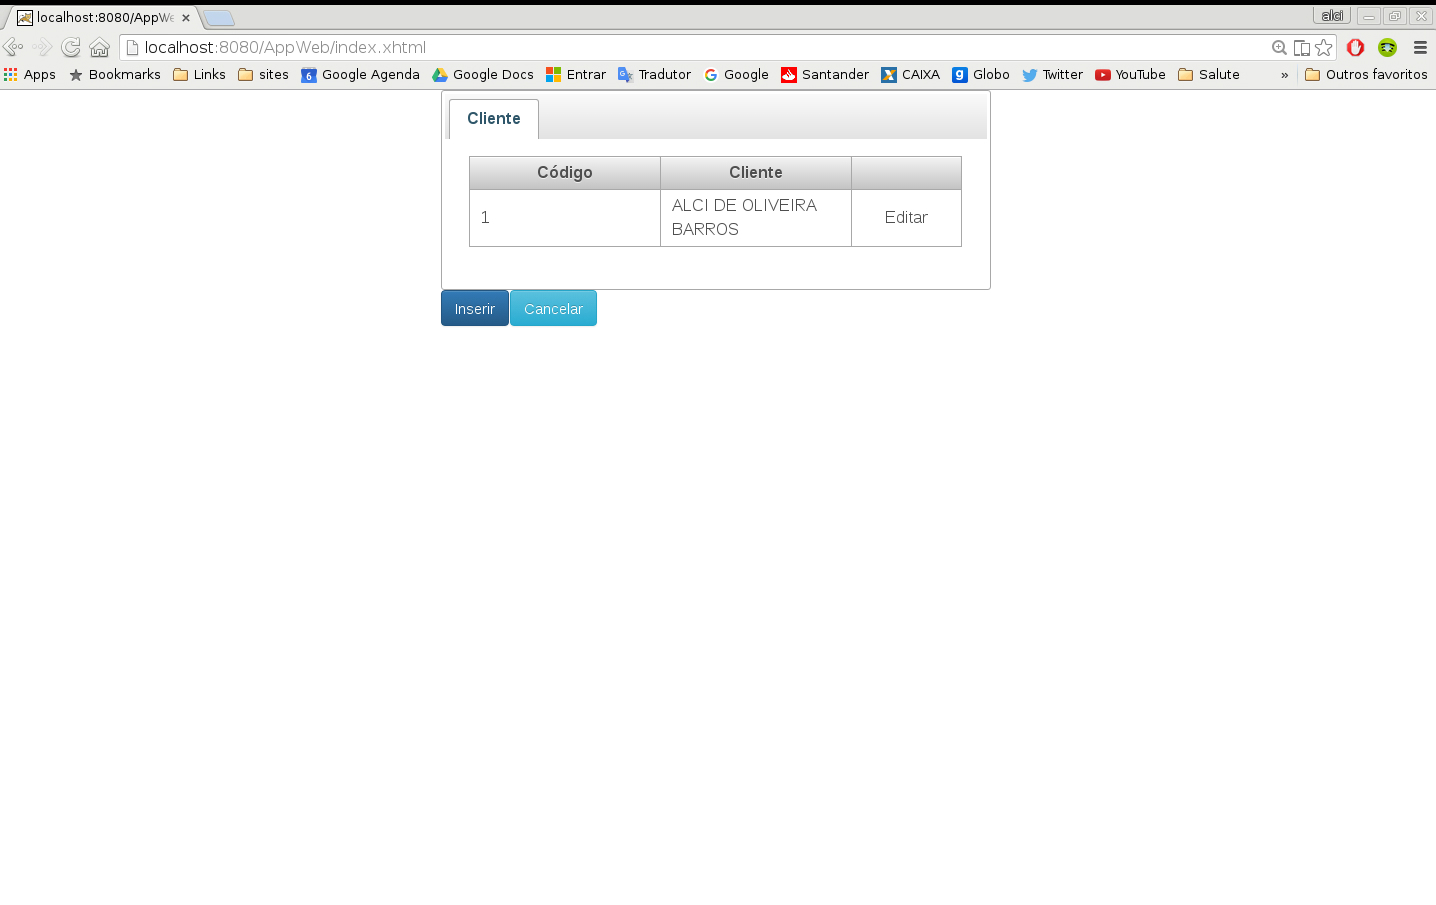 localhost:8080/AppWe
alci
localhost:8080/AppWeb/index.xhtml
Apps Bookmarks Links sites Google Agenda Google Docs Entrar Tradutor Google Santander CAIXA Globo Twitter YouTube Salute » Outros favoritos
Cliente
Código Cliente
1 ALCI DE OLIVEIRA BARROS Editar
Inserir Cancelar